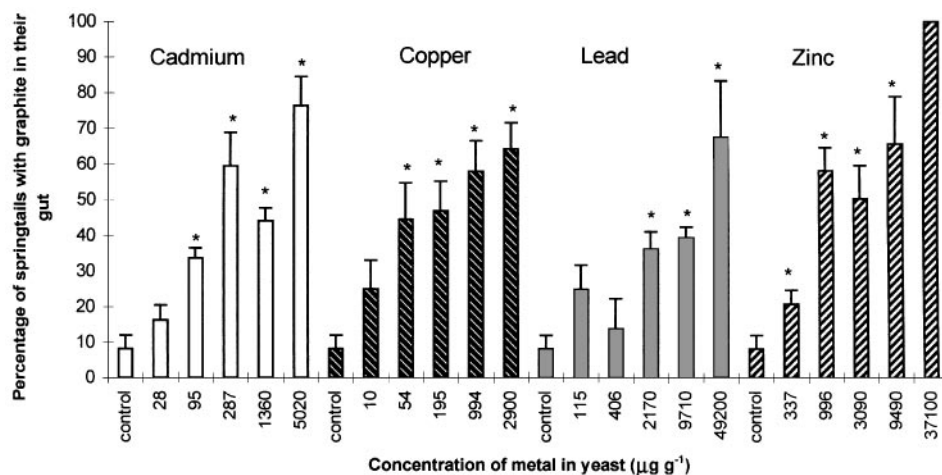 Percentage of springtails with graphite in their
gut
100
90
80
70
60
50
40
30
20
10
0
Cadmium
Copper
Lead
Zinc
* * * *
* * * *
* * *
* * * *
control 28 95 287 1360 5020 control 10 54 195 994 2900 control 115 406 2170 9710 49200 control 337 996 3090 9490 37100
Concentration of metal in yeast (µg g⁻¹)